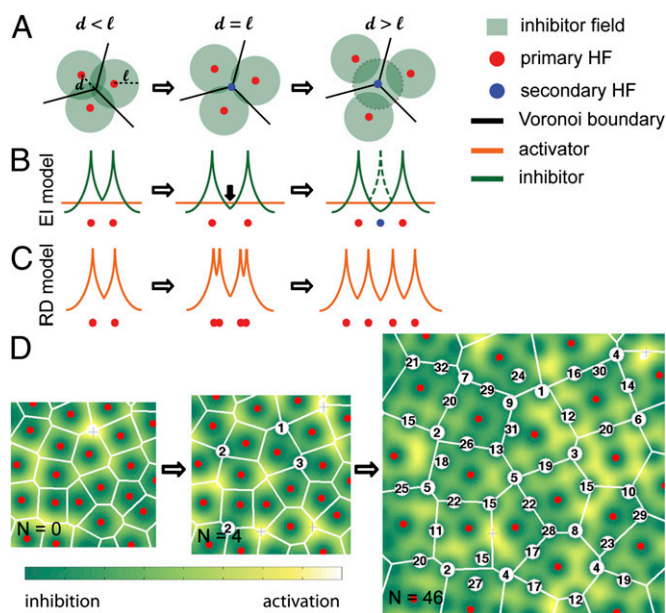 A
d < ℓ
d = ℓ
d > ℓ
d
ℓ
inhibitor field
primary HF
secondary HF
Voronoi boundary
activator
inhibitor
B
EI model
C
RD model
D
N = 0
1
2
3
2
N = 4
4
21
32
7
24
16
30
29
9
1
14
20
15
2
31
12
20
6
26
13
3
18
5
19
25
5
22
15
22
15
10
29
11
28
8
23
20
15
17
2
27
4
17
4
19
12
N = 46
inhibition
activation